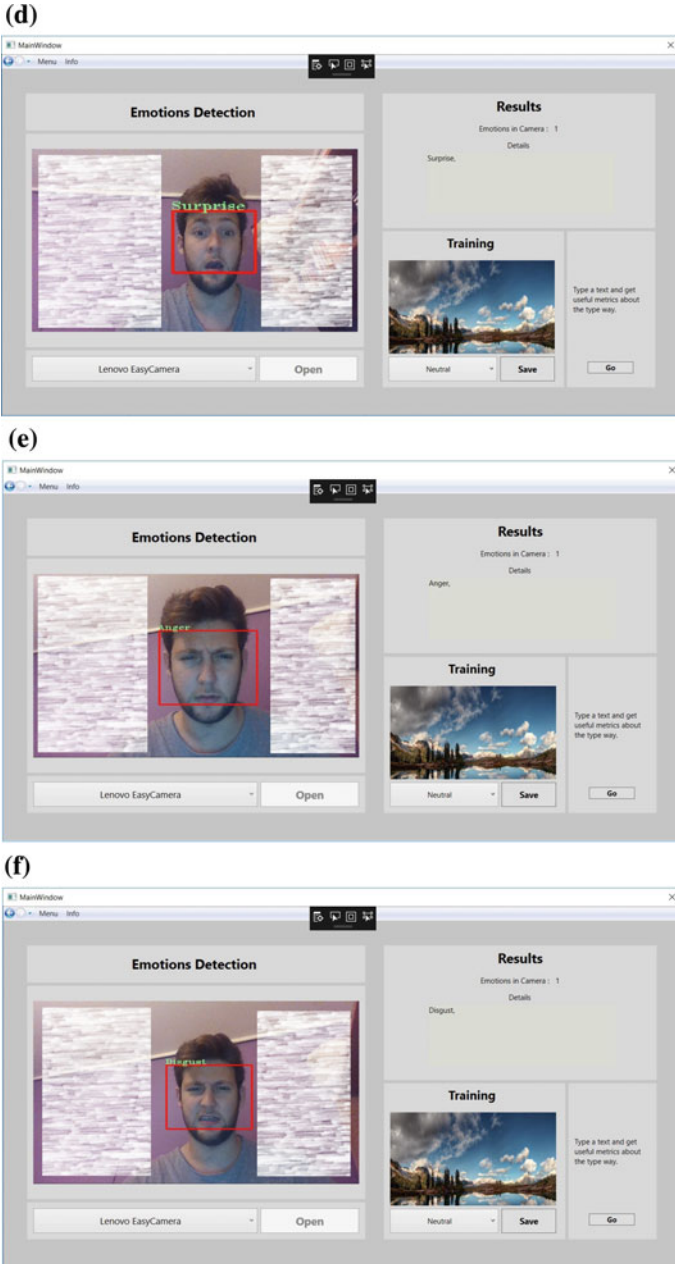 (d)
MainWindow
Menu Info
Emotions Detection
Surprise
Lenovo EasyCamera
Open
Results
Emotions in Camera : 1
Details
Surprise,
Training
Neutral
Save
Type a text and get
useful metrics about
the type way.
Go
(e)
MainWindow
Menu Info
Emotions Detection
Anger
Lenovo EasyCamera
Open
Results
Emotions in Camera : 1
Details
Anger,
Training
Neutral
Save
Type a text and get
useful metrics about
the type way.
Go
(f)
MainWindow
Menu Info
Emotions Detection
Disgust
Lenovo EasyCamera
Open
Results
Emotions in Camera : 1
Details
Disgust,
Training
Neutral
Save
Type a text and get
useful metrics about
the type way.
Go